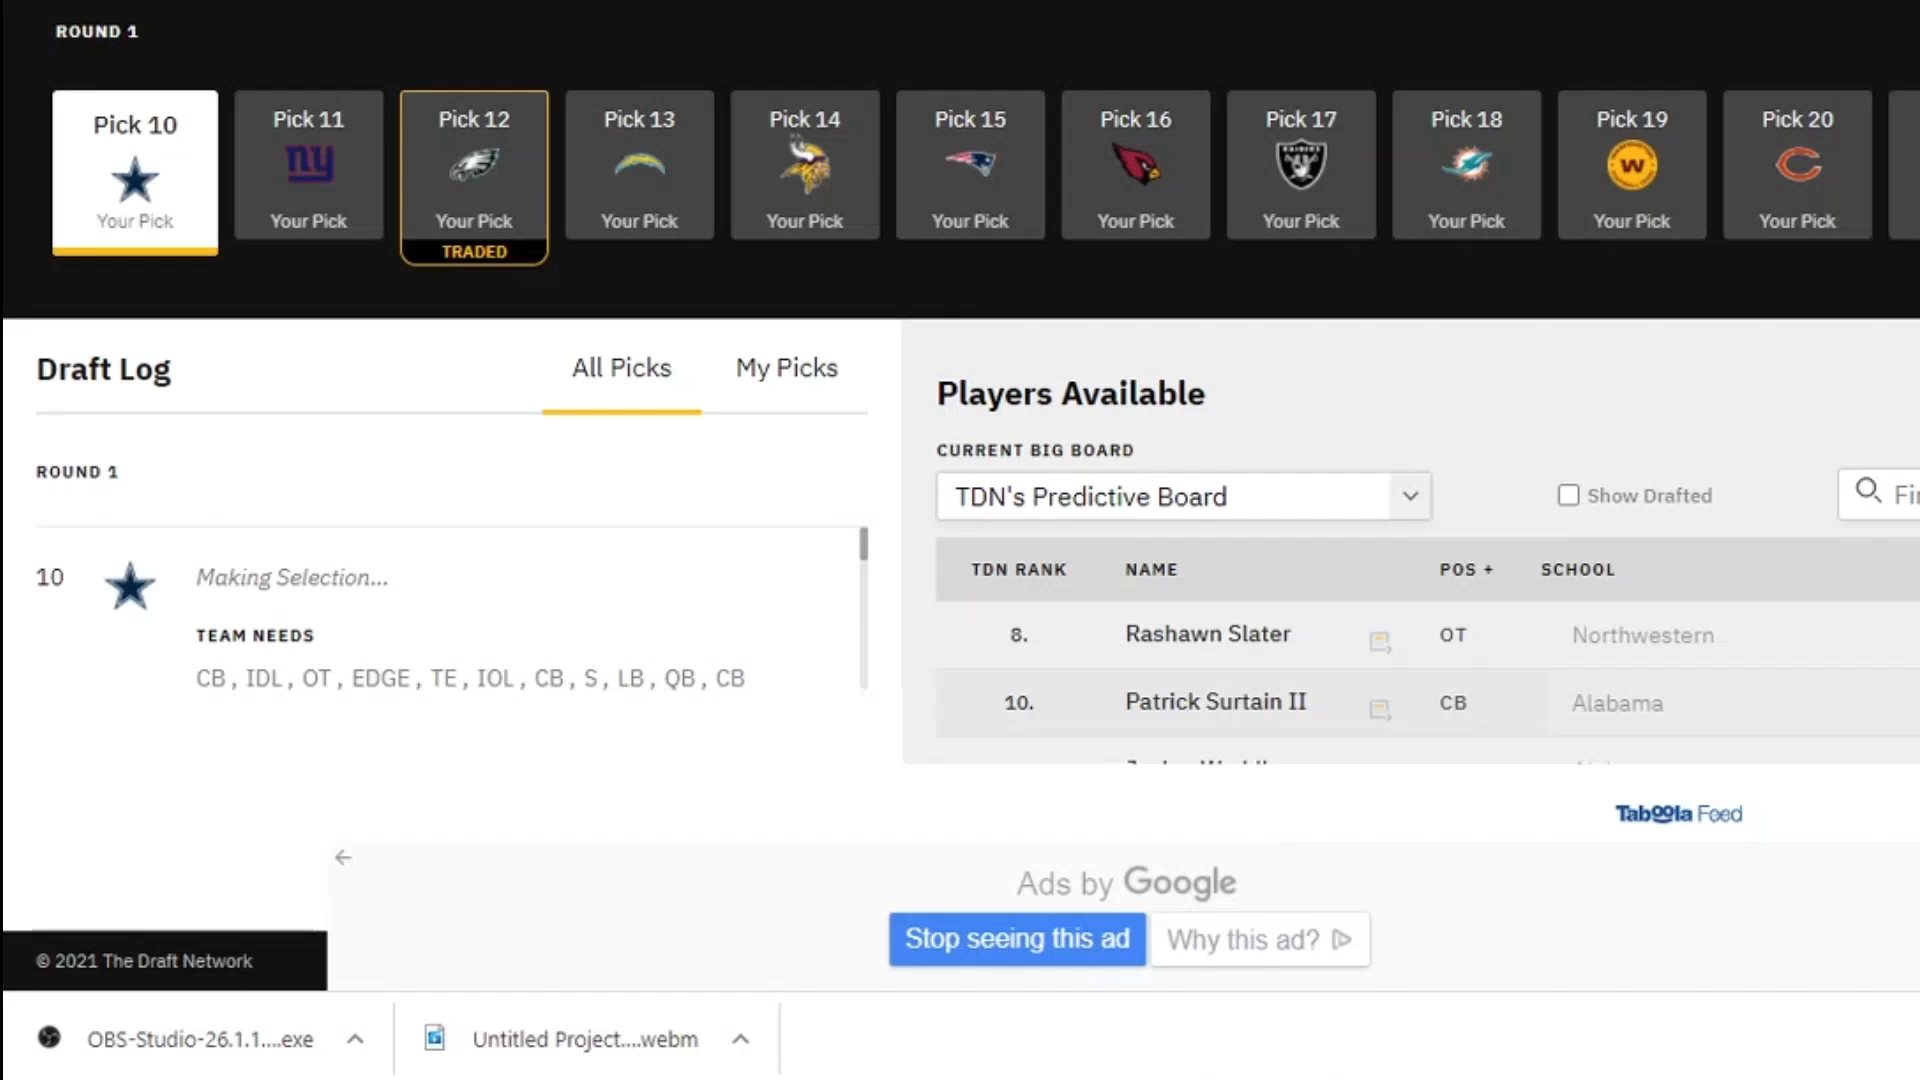 ROUND 1
Pick 10
Your Pick
Pick 11
ny
Your Pick
Pick 12
Your Pick
TRADED
Pick 13
Your Pick
Pick 14
Your Pick
Pick 15
Your Pick
Pick 16
Your Pick
Pick 17
RAIDERS
Your Pick
Pick 18
Your Pick
Pick 19
W
Your Pick
Pick 20
C
Your Pick
Draft Log
All Picks
My Picks
ROUND 1
10
Making Selection...
TEAM NEEDS
CB , IDL , OT , EDGE , TE , IOL , CB , S , LB , QB , CB
Players Available
CURRENT BIG BOARD
TDN's Predictive Board
Show Drafted
TDN RANK NAME POS + SCHOOL
8. Rashawn Slater OT Northwestern
10. Patrick Surtain II CB Alabama
Taboola Feed
Ads by Google
Stop seeing this ad
Why this ad?
© 2021 The Draft Network
OBS-Studio-26.1.1....exe
Untitled Project....webm